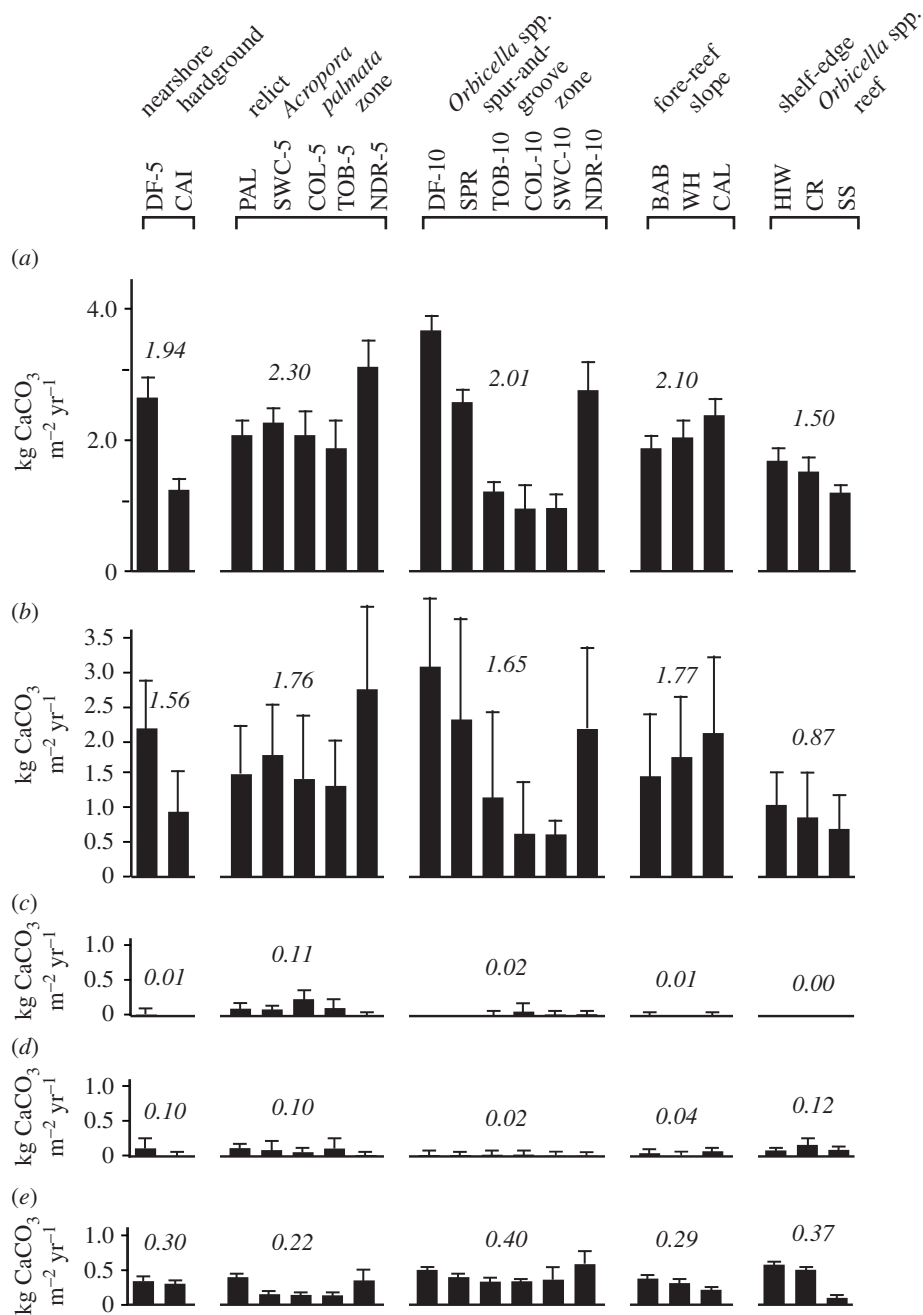 nearshore
hardground
relict
Acropora
palmata
zone
Orbicella spp.
spur-and-
groove
zone
fore-reef
slope
shelf-edge
Orbicella spp.
reef
DF-5
CAI
PAL
SWC-5
COL-5
TOB-5
NDR-5
DF-10
SPR
TOB-10
COL-10
SWC-10
NDR-10
BAB
WH
CAL
HIW
CR
SS
(a)
kg CaCO3
m−2 yr−1
4.0
2.0
0
1.94
2.30
2.01
2.10
1.50
(b)
kg CaCO3
m−2 yr−1
3.5
3.0
2.5
2.0
1.5
1.0
0.5
0
1.56
1.76
1.65
1.77
0.87
(c)
kg CaCO3
m−2 yr−1
1.0
0.5
0
0.01
0.11
0.02
0.01
0.00
(d)
kg CaCO3
m−2 yr−1
1.0
0.5
0
0.10
0.10
0.02
0.04
0.12
(e)
kg CaCO3
m−2 yr−1
1.0
0.5
0
0.30
0.22
0.40
0.29
0.37